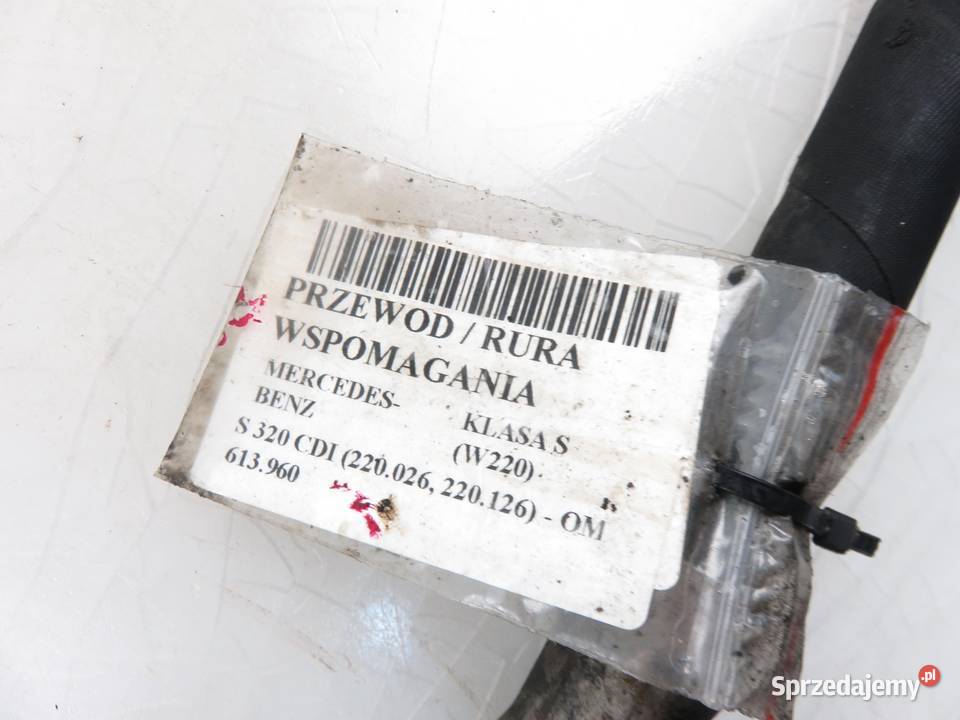 PRZEWOD / RURA
WSPOMAGANIA
MERCEDES-
BENZ
KLASA S
(W220)
S 320 CDI (220.026, 220.126) - OM
613.960
Sprzedajemy.pl